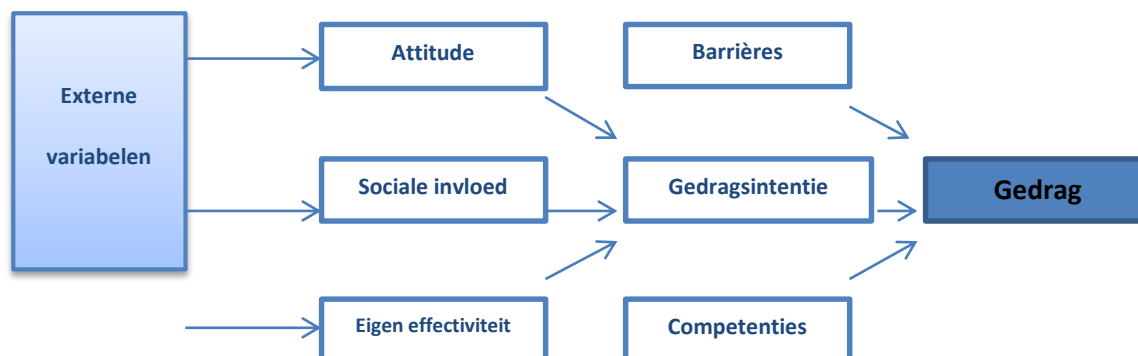 Externe
variabelen
Attitude
Barrières
Sociale invloed
Gedragsintentie
Gedrag
Eigen effectiviteit
Competenties